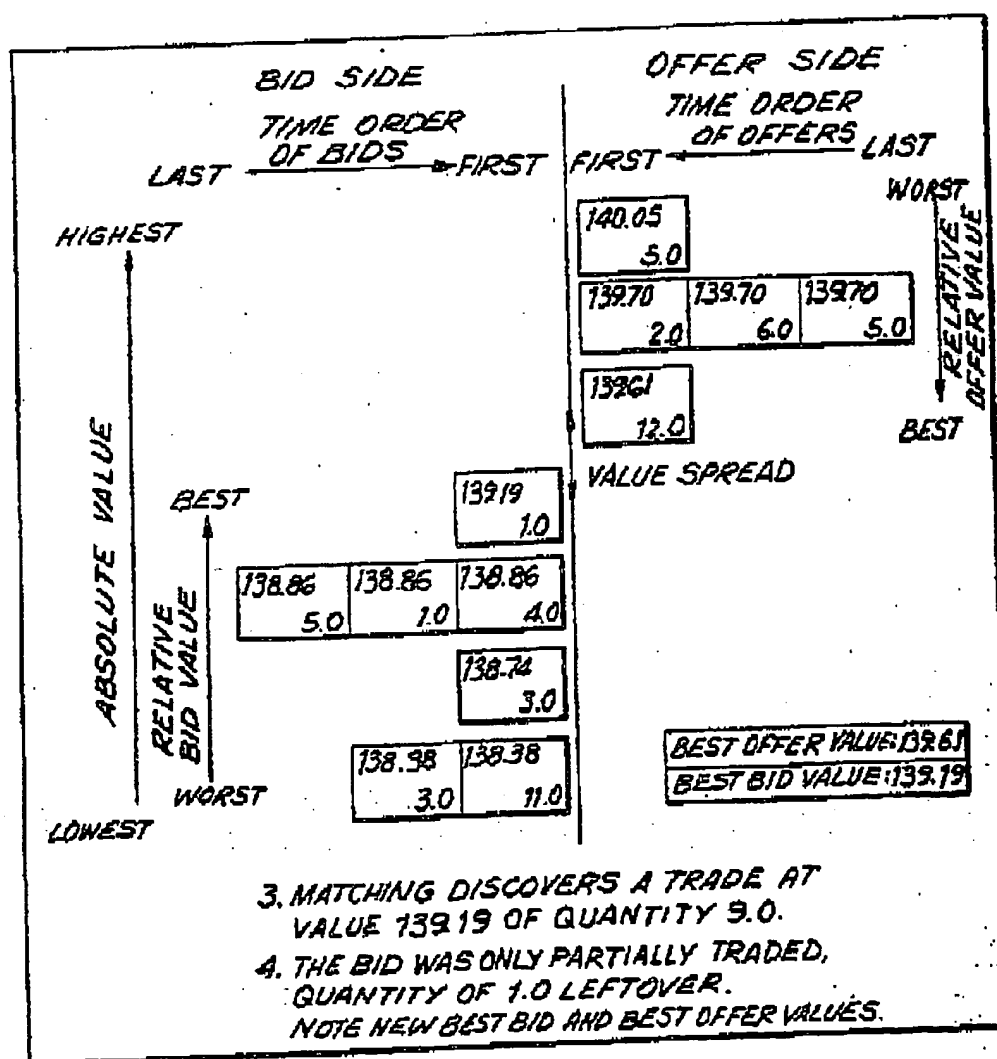 BID SIDE
TIME ORDER
OF BIDS
LAST
FIRST
OFFER SIDE
TIME ORDER
OF OFFERS
FIRST
LAST
HIGHEST
ABSOLUTE VALUE
LOWEST
WORST
RELATIVE
OFFER VALUE
BEST
140.05
5.0
139.70 139.70 139.70
2.0 6.0 5.0
139.61
12.0
VALUE SPREAD
BEST
RELATIVE
BID VALUE
WORST
139.19
1.0
138.86 138.86 138.86
5.0 1.0 4.0
138.74
3.0
138.38 138.38
3.0 11.0
BEST OFFER VALUE: 139.61
BEST BID VALUE: 139.19
3. MATCHING DISCOVERS A TRADE AT
VALUE 139.19 OF QUANTITY 9.0.
4. THE BID WAS ONLY PARTIALLY TRADED,
QUANTITY OF 1.0 LEFTOVER.
NOTE NEW BEST BID AND BEST OFFER VALUES.